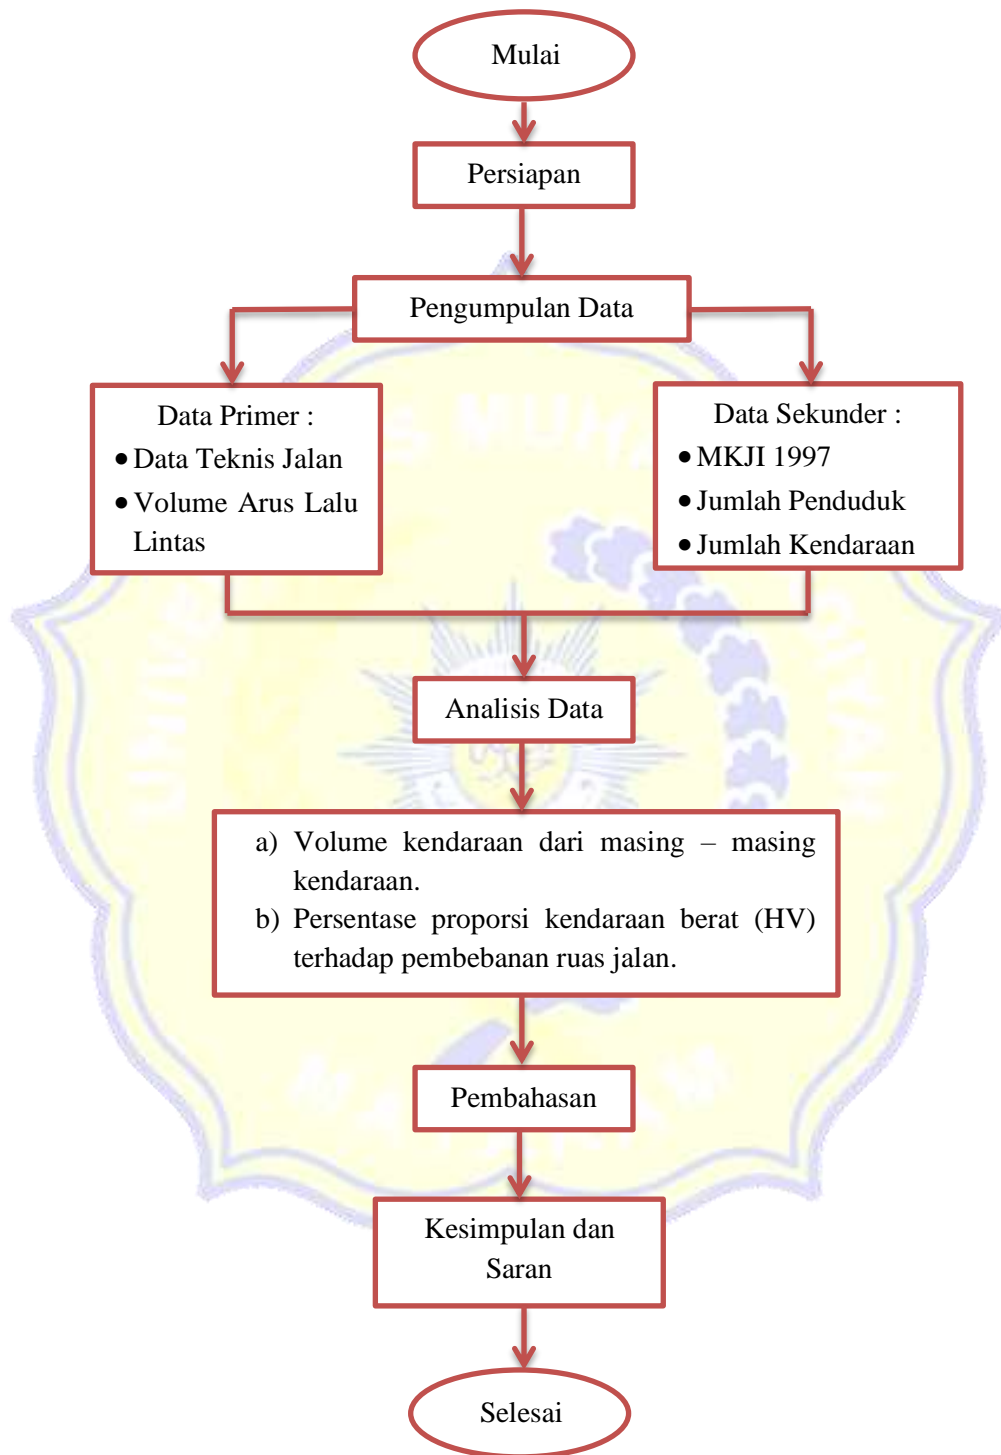 Mulai
Persiapan
Pengumpulan Data
Data Primer :
• Data Teknis Jalan
• Volume Arus Lalu
Lintas
Data Sekunder :
• MKJI 1997
• Jumlah Penduduk
• Jumlah Kendaraan
Analisis Data
a) Volume kendaraan dari masing – masing
kendaraan.
b) Persentase proporsi kendaraan berat (HV)
terhadap pembebanan ruas jalan.
Pembahasan
Kesimpulan dan
Saran
Selesai